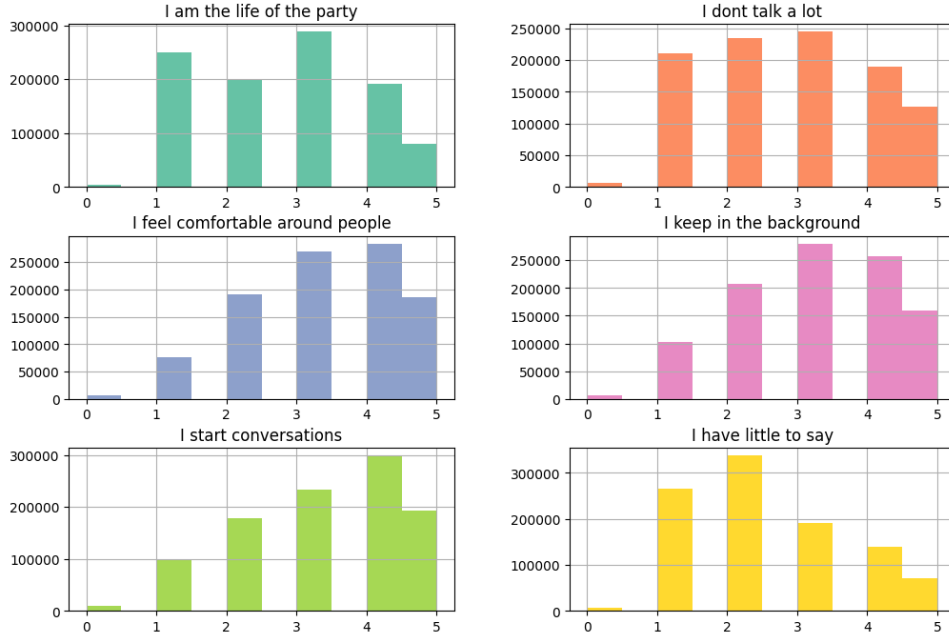 I am the life of the party
300000
200000
100000
0
0 1 2 3 4 5
I dont talk a lot
250000
200000
150000
100000
50000
0
0 1 2 3 4 5
I feel comfortable around people
250000
200000
150000
100000
50000
0
0 1 2 3 4 5
I keep in the background
250000
200000
150000
100000
50000
0
0 1 2 3 4 5
I start conversations
300000
200000
100000
0
0 1 2 3 4 5
I have little to say
300000
200000
100000
0
0 1 2 3 4 5